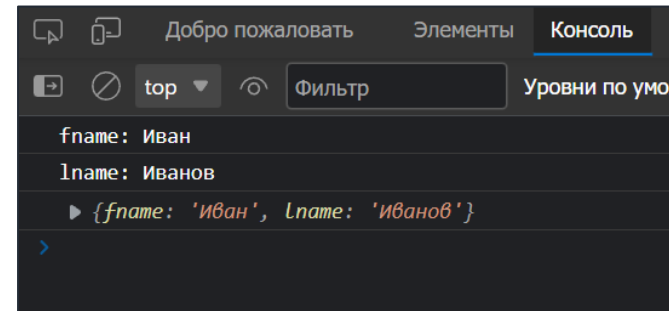 Добро пожаловать Элементы Консоль
top Фильтр Уровни по умо
fname: Иван
lname: Иванов
{fname: 'Иван', lname: 'Иванов'}